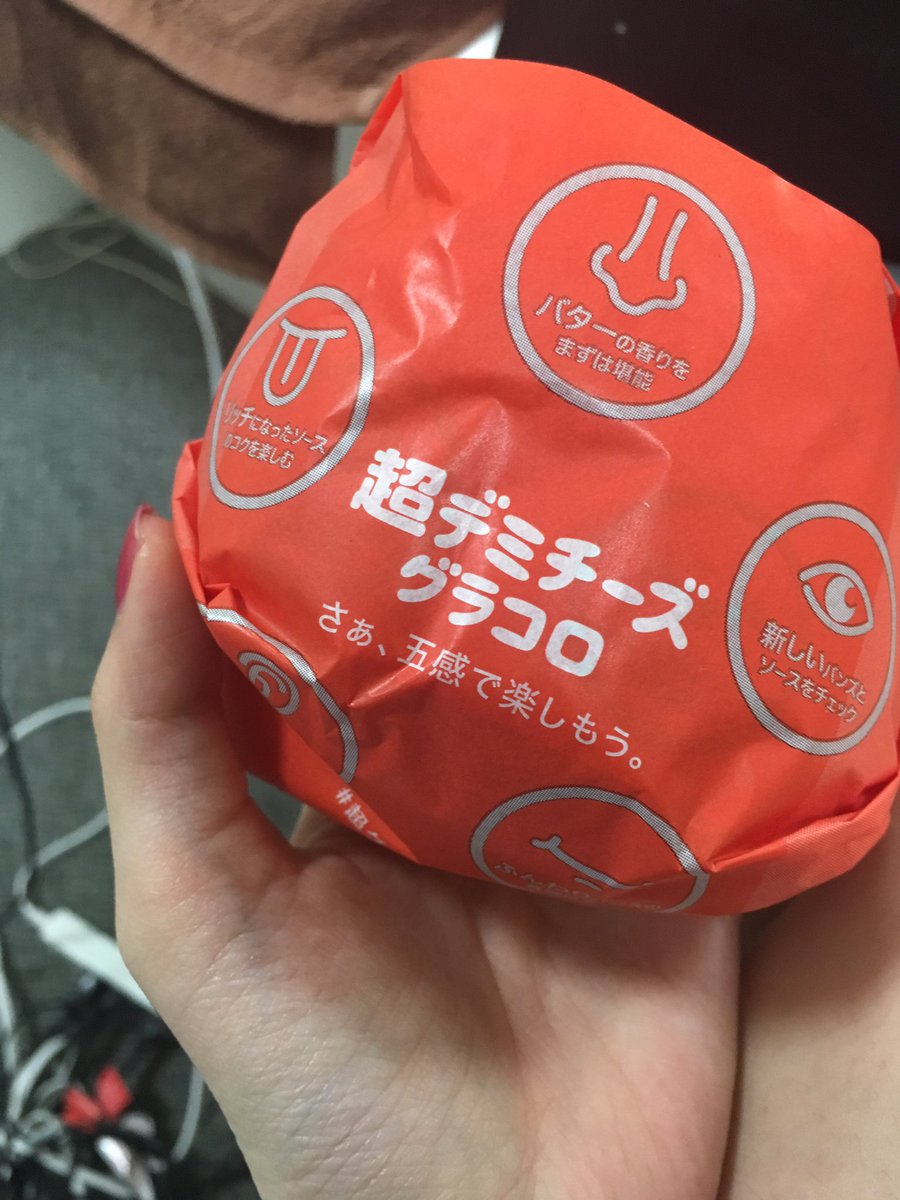 バターの香りを
まずは堪能
リッチになったソース
のコクを楽しむ
超デミチーズ
グラコロ
さあ、五感で楽しもう。
新しいバンズと
ソースをチェック
#超